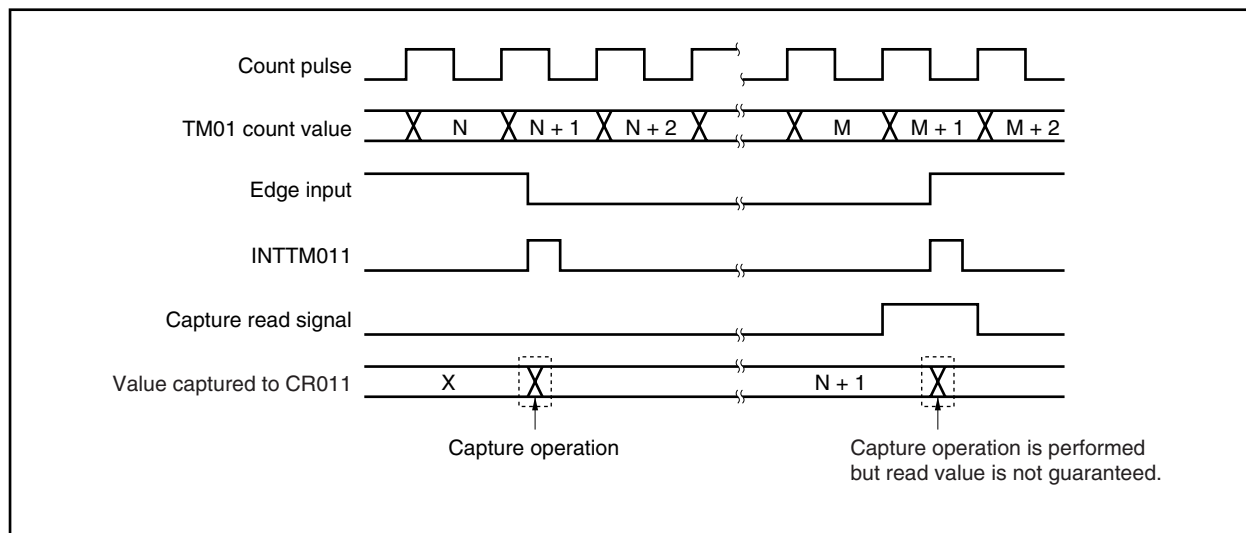 Count pulse
TM01 count value
N
N + 1
N + 2
M
M + 1
M + 2
Edge input
INTTM011
Capture read signal
Value captured to CR011
X
N + 1
Capture operation
Capture operation is performed
but read value is not guaranteed.